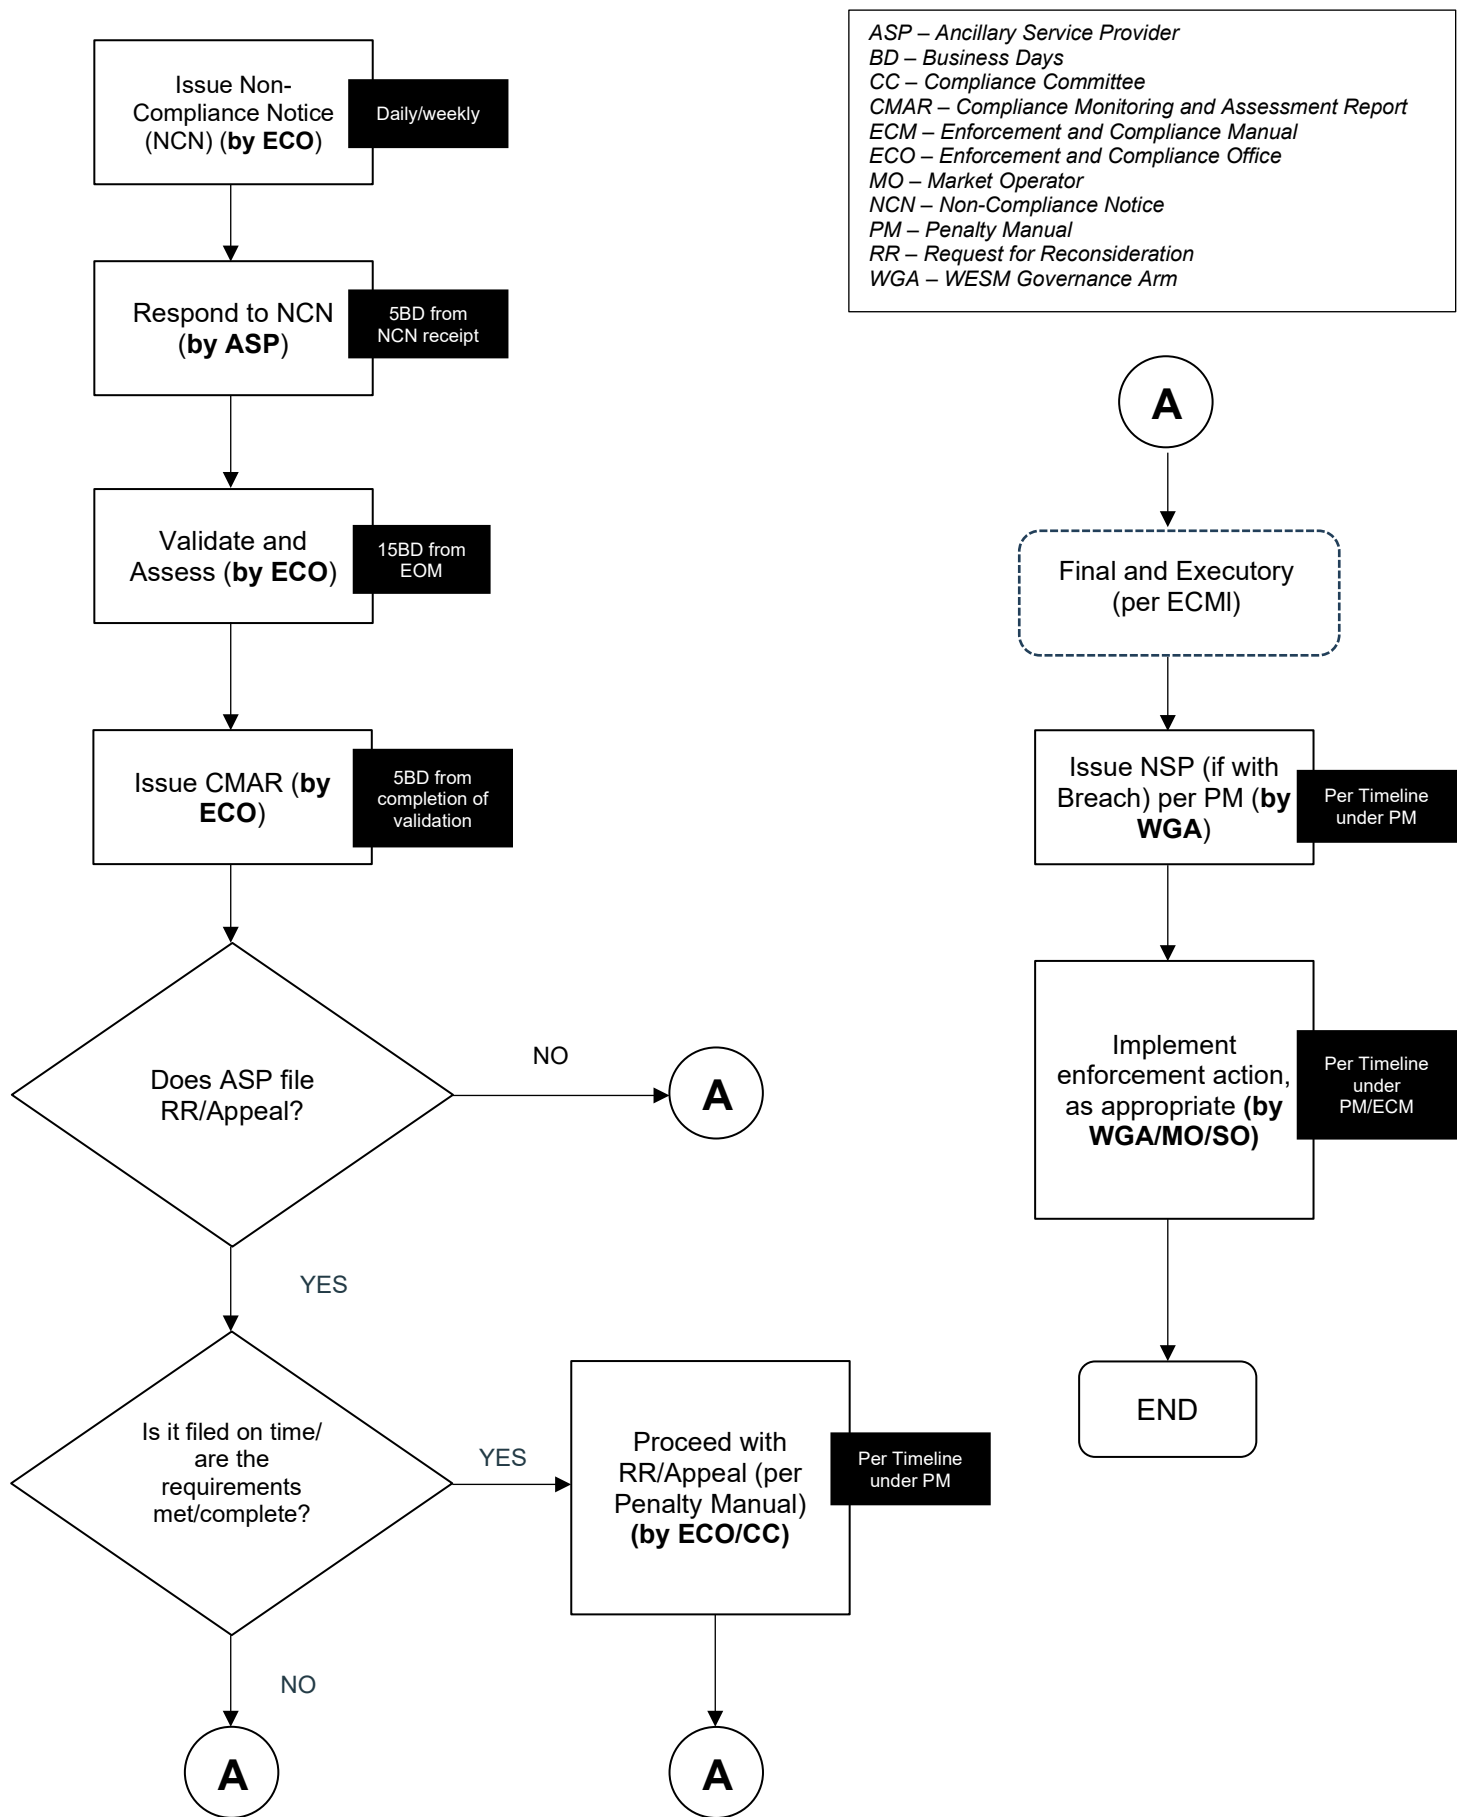 Issue Non-
Compliance Notice
(NCN) (by ECO)
Daily/weekly
Respond to NCN
(by ASP)
5BD from
NCN receipt
Validate and
Assess (by ECO)
15BD from
EOM
Issue CMAR (by
ECO)
5BD from
completion of
validation
Does ASP file
RR/Appeal?
NO
A
YES
Is it filed on time/
are the
requirements
met/complete?
YES
Proceed with
RR/Appeal (per
Penalty Manual)
(by ECO/CC)
Per Timeline
under PM
NO
A
A
ASP – Ancillary Service Provider
BD – Business Days
CC – Compliance Committee
CMAR – Compliance Monitoring and Assessment Report
ECM – Enforcement and Compliance Manual
ECO – Enforcement and Compliance Office
MO – Market Operator
NCN – Non-Compliance Notice
PM – Penalty Manual
RR – Request for Reconsideration
WGA – WESM Governance Arm
A
Final and Executory
(per ECMl)
Issue NSP (if with
Breach) per PM (by
WGA)
Per Timeline
under PM
Implement
enforcement action,
as appropriate (by
WGA/MO/SO)
Per Timeline
under
PM/ECM
END